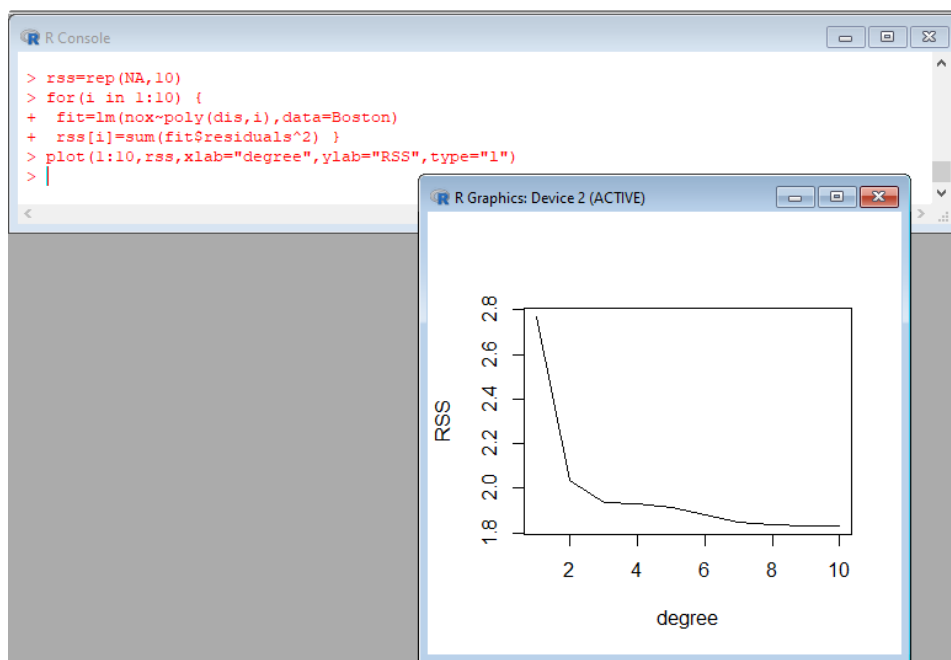 R Console
> rss=rep(NA,10)
> for(i in 1:10) {
+  fit=lm(nox~poly(dis,i),data=Boston)
+  rss[i]=sum(fit$residuals^2) }
> plot(1:10,rss,xlab="degree",ylab="RSS",type="l")
>
R Graphics: Device 2 (ACTIVE)
2.8
2.6
2.4
2.2
2.0
1.8
RSS
2 4 6 8 10
degree